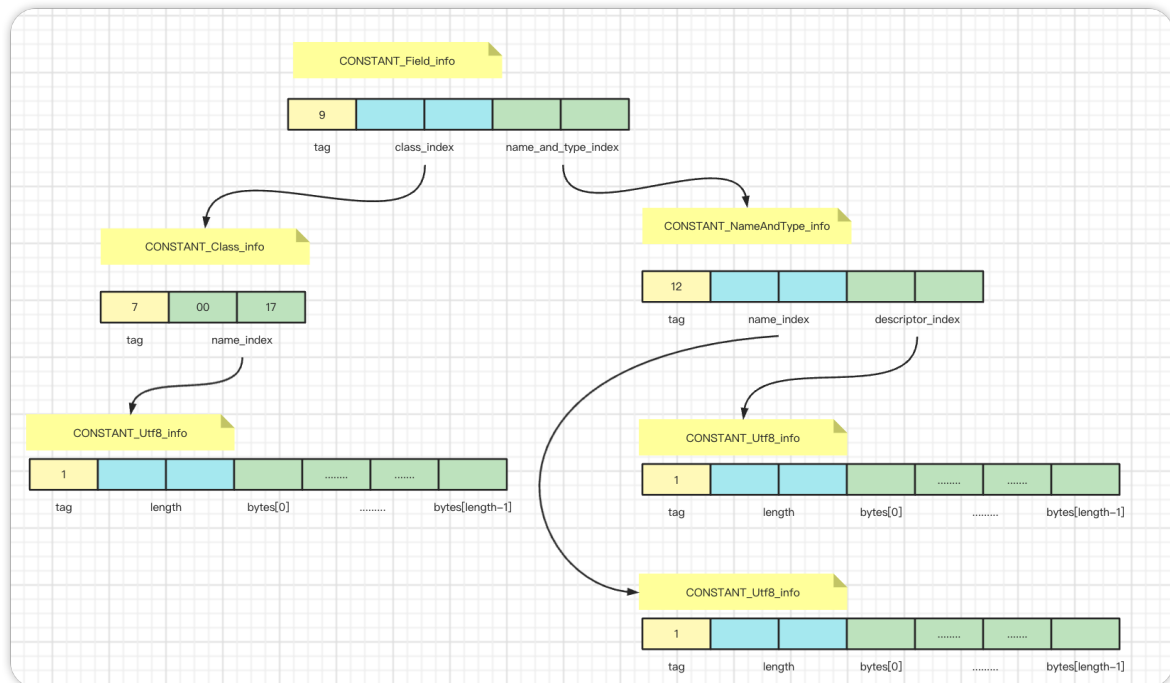 CONSTANT_Field_info
9
tag class_index name_and_type_index
CONSTANT_Class_info
7 00 17
tag name_index
CONSTANT_NameAndType_info
12
tag name_index descriptor_index
CONSTANT_Utf8_info
1 ........ .......
tag length bytes[0] ......... bytes[length-1]
CONSTANT_Utf8_info
1 ........ .......
tag length bytes[0] ......... bytes[length-1]
CONSTANT_Utf8_info
1 ........ .......
tag length bytes[0] ......... bytes[length-1]